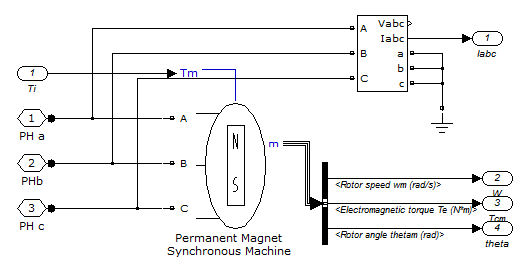 Vabc
A
Iabc
1
Iabc
B
a
b
C
c
1
Ti
Tm
1
A
PH a
N
S
m
2
B
PHb
3
C
PH c
<Rotor speed wm (rad/s)>
2
W
<Electromagnetic torque Te (N*m)>
3
Tcm
<Rotor angle thetam (rad)>
4
theta
Permanent Magnet
Synchronous Machine